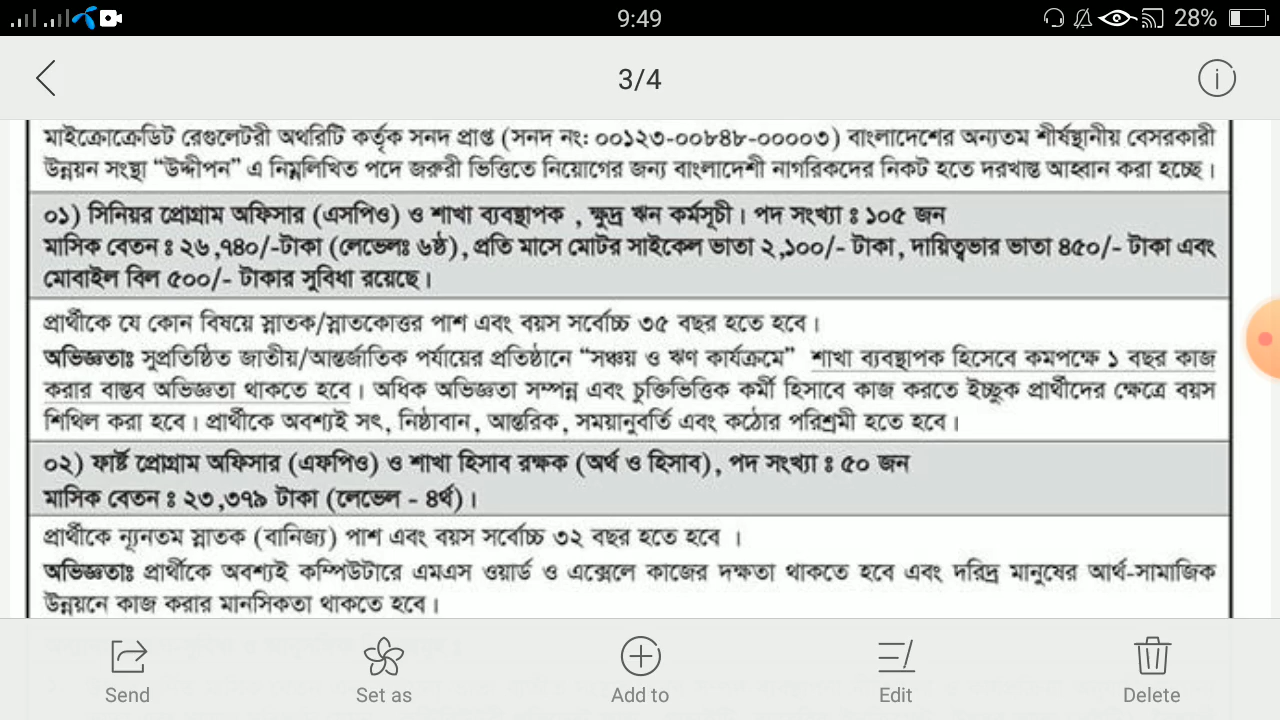 9:49
28%
3/4
মাইক্রোক্রেডিট রেগুলেটরী অথরিটি কর্তৃক সনদ প্রাপ্ত (সনদ নং: ০০১২৩-০০৮৪৮-০০০০৩) বাংলাদেশের অন্যতম শীর্ষস্থানীয় বেসরকারী
উন্নয়ন সংস্থা “উদ্দীপন” এ নিম্নলিখিত পদে জরুরী ভিত্তিতে নিয়োগের জন্য বাংলাদেশী নাগরিকদের নিকট হতে দরখাস্ত আহ্বান করা হচ্ছে।
০১) সিনিয়র প্রোগ্রাম অফিসার (এসপিও) ও শাখা ব্যবস্থাপক , ক্ষুদ্র ঋন কর্মসূচী। পদ সংখ্যা ঃ ১০৫ জন
মাসিক বেতন ঃ ২৬,৭৪০/-টাকা (লেভেলঃ ৬ষ্ঠ), প্রতি মাসে মোটর সাইকেল ভাতা ২,১০০/- টাকা, দায়িত্বভার ভাতা ৪৫০/- টাকা এবং
মোবাইল বিল ৫০০/- টাকার সুবিধা রয়েছে।
প্রার্থীকে যে কোন বিষয়ে স্নাতক/স্নাতকোত্তর পাশ এবং বয়স সর্বোচ্চ ৩৫ বছর হতে হবে।
অভিজ্ঞতাঃ সুপ্রতিষ্ঠিত জাতীয়/আন্তর্জাতিক পর্যায়ের প্রতিষ্ঠানে “সঞ্চয় ও ঋণ কার্যক্রমে” শাখা ব্যবস্থাপক হিসেবে কমপক্ষে ১ বছর কাজ
করার বাস্তব অভিজ্ঞতা থাকতে হবে। অধিক অভিজ্ঞতা সম্পন্ন এবং চুক্তিভিত্তিক কর্মী হিসাবে কাজ করতে ইচ্ছুক প্রার্থীদের ক্ষেত্রে বয়স
শিথিল করা হবে। প্রার্থীকে অবশ্যই সৎ, নিষ্ঠাবান, আন্তরিক, সময়ানুবর্তি এবং কঠোর পরিশ্রমী হতে হবে।
০২) ফার্ষ্ট প্রোগ্রাম অফিসার (এফপিও) ও শাখা হিসাব রক্ষক (অর্থ ও হিসাব), পদ সংখ্যা ঃ ৫০ জন
মাসিক বেতন ঃ ২৩,৩৭৯ টাকা (লেভেল - ৪র্থ)।
প্রার্থীকে ন্যূনতম স্নাতক (বানিজ্য) পাশ এবং বয়স সর্বোচ্চ ৩২ বছর হতে হবে ।
অভিজ্ঞতাঃ প্রার্থীকে অবশ্যই কম্পিউটারে এমএস ওয়ার্ড ও এক্সেলে কাজের দক্ষতা থাকতে হবে এবং দরিদ্র মানুষের আর্থ-সামাজিক
উন্নয়নে কাজ করার মানসিকতা থাকতে হবে।
Send
Set as
Add to
Edit
Delete